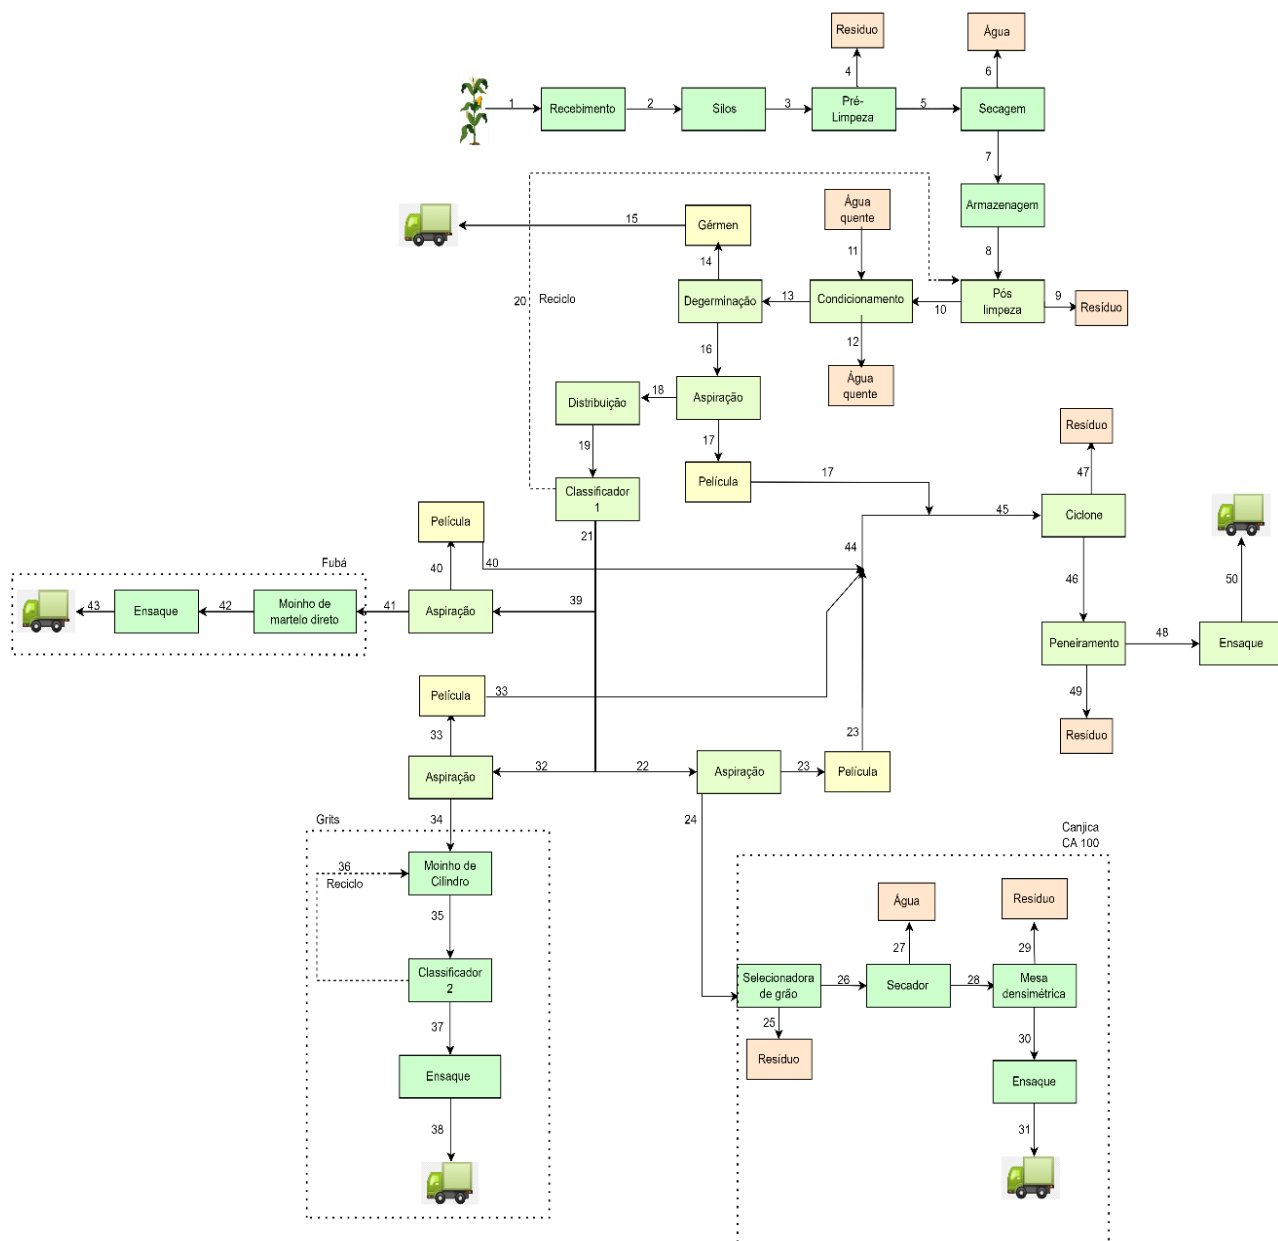 Resíduo
Água
4
6
1
Recebimento
2
Silos
3
Pré-
Limpeza
5
Secagem
7
Armazenagem
Água
quente
15
Gérmen
14
11
8
20
Reciclo
Degerminação
13
Condicionamento
10
Pós
limpeza
9
Resíduo
16
12
Água
quente
Distribuição
18
Aspiração
19
17
Resíduo
47
Classificador
1
Película
17
45
Ciclone
21
Película
40
40
44
46
50
Fubá
43
Ensaque
42
Moinho de
martelo direto
41
Aspiração
39
Peneiramento
48
Ensaque
49
Resíduo
Película
33
33
23
Aspiração
32
22
Aspiração
23
Película
34
24
Grits
Canjica
CA 100
36
Reciclo
Moinho de
Cilindro
35
Água
Resíduo
27
29
Classificador
2
Selecionadora
de grão
26
Secador
28
Mesa
densimétrica
37
25
30
Resíduo
Ensaque
Ensaque
38
31